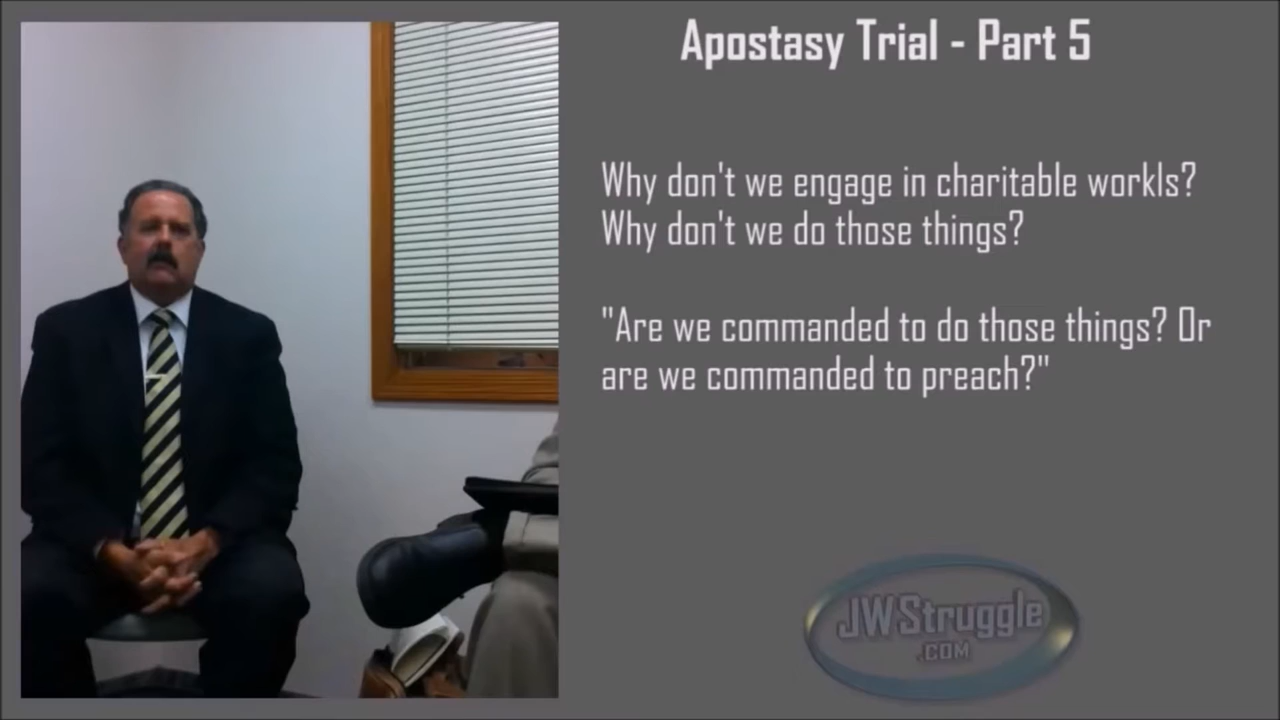 Apostasy Trial - Part 5
Why don't we engage in charitable workls?
Why don't we do those things?
"Are we commanded to do those things? Or
are we commanded to preach?"
JWStruggle
.COM